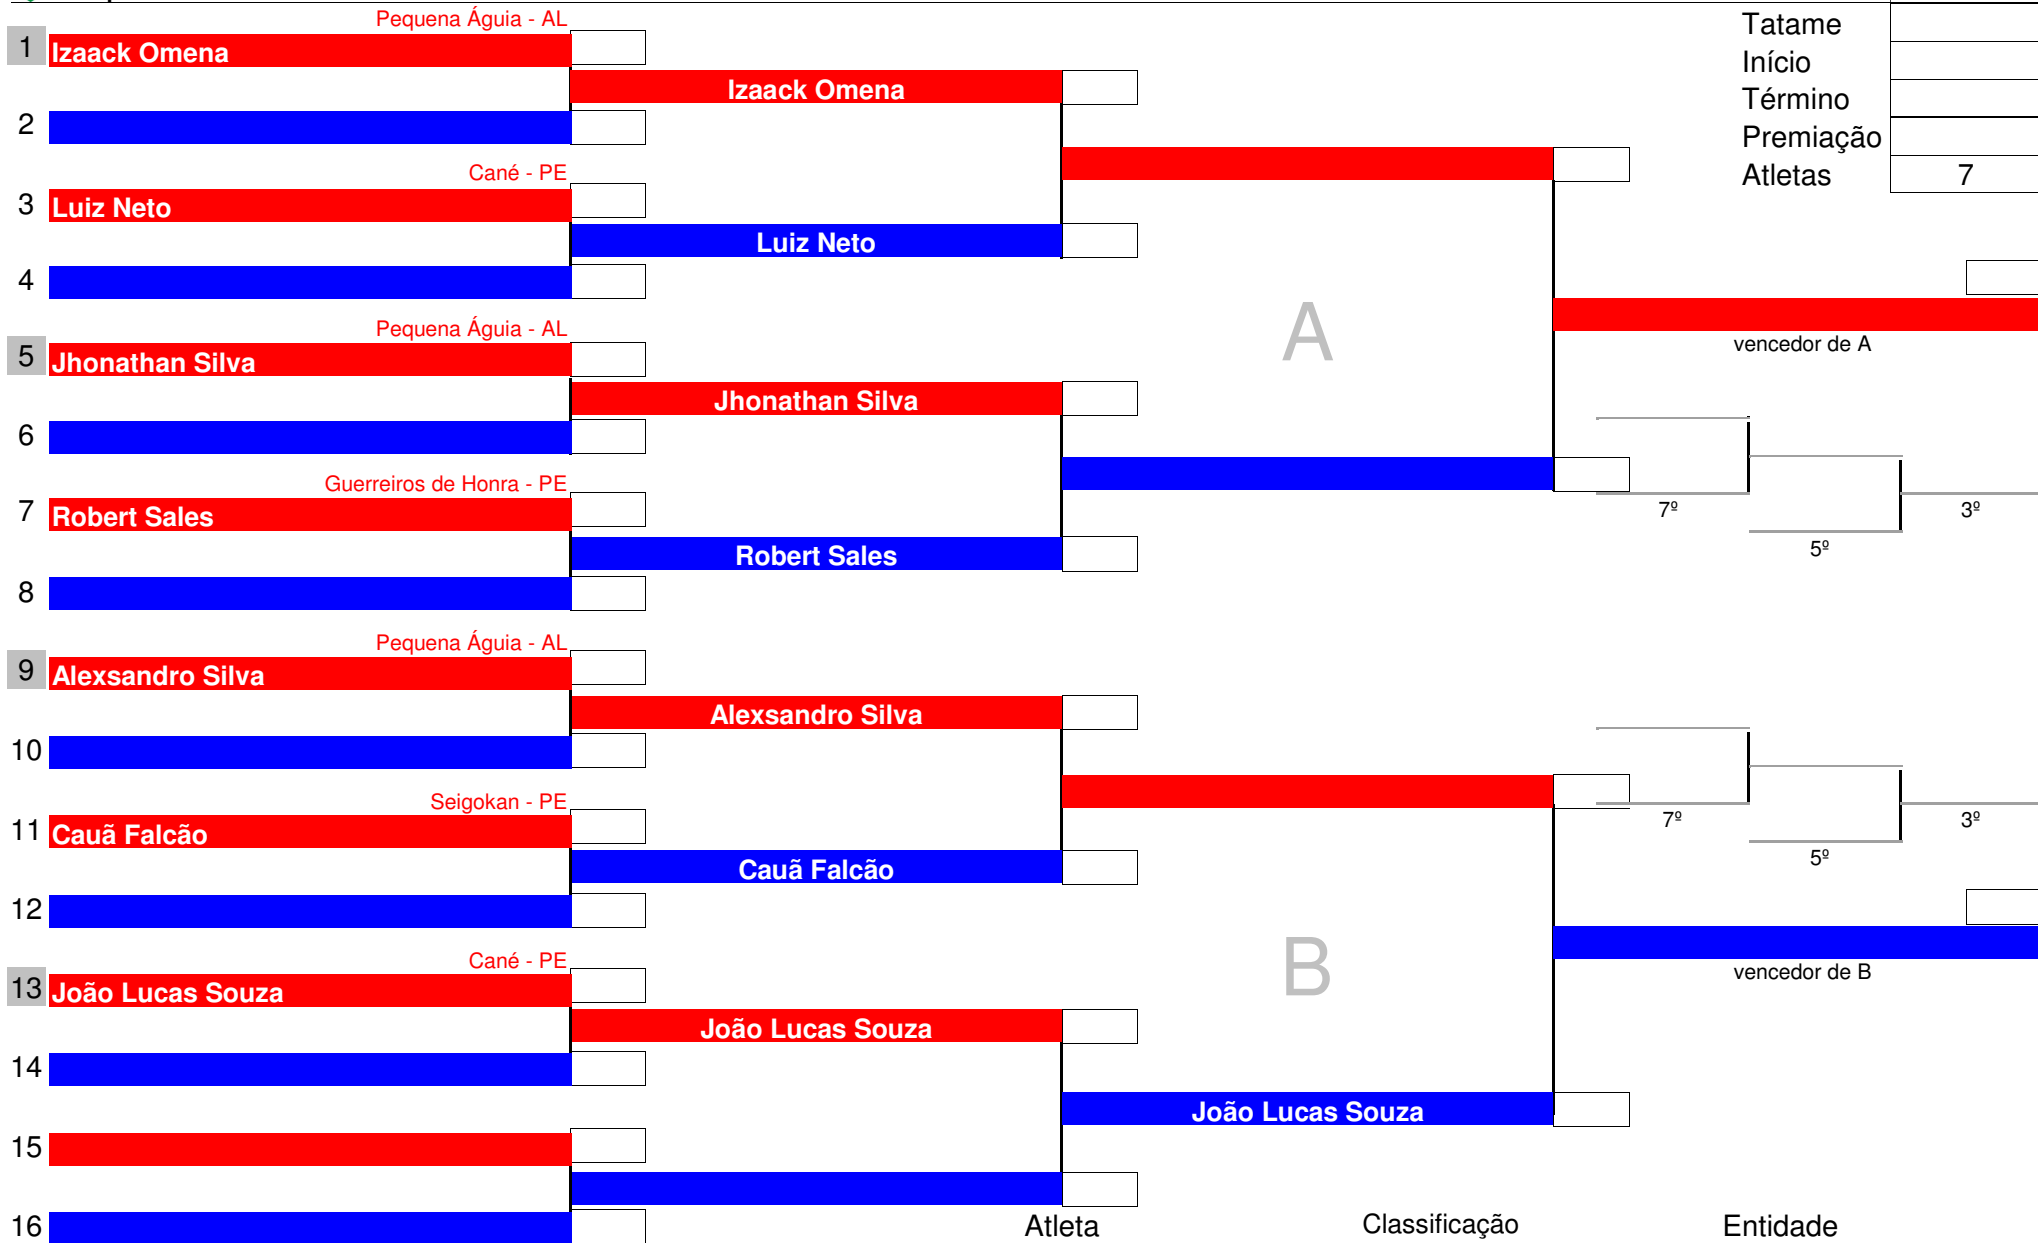 Pequena Águia - AL
Tatame
1 Izaack Omena
Início
Izaack Omena
Término
2
Premiação
Cané - PE
Atletas 7
3 Luiz Neto
Luiz Neto
4
A
Pequena Águia - AL
vencedor de A
5 Jhonathan Silva
Jhonathan Silva
6
Guerreiros de Honra - PE
7 Robert Sales
7º 3º
Robert Sales
5º
8
Pequena Águia - AL
9 Alexsandro Silva
Alexsandro Silva
10
Seigokan - PE
7º 3º
11 Cauã Falcão
5º
Cauã Falcão
12
Cané - PE
B
vencedor de B
13 João Lucas Souza
João Lucas Souza
14
João Lucas Souza
15
16
Atleta Classificação Entidade